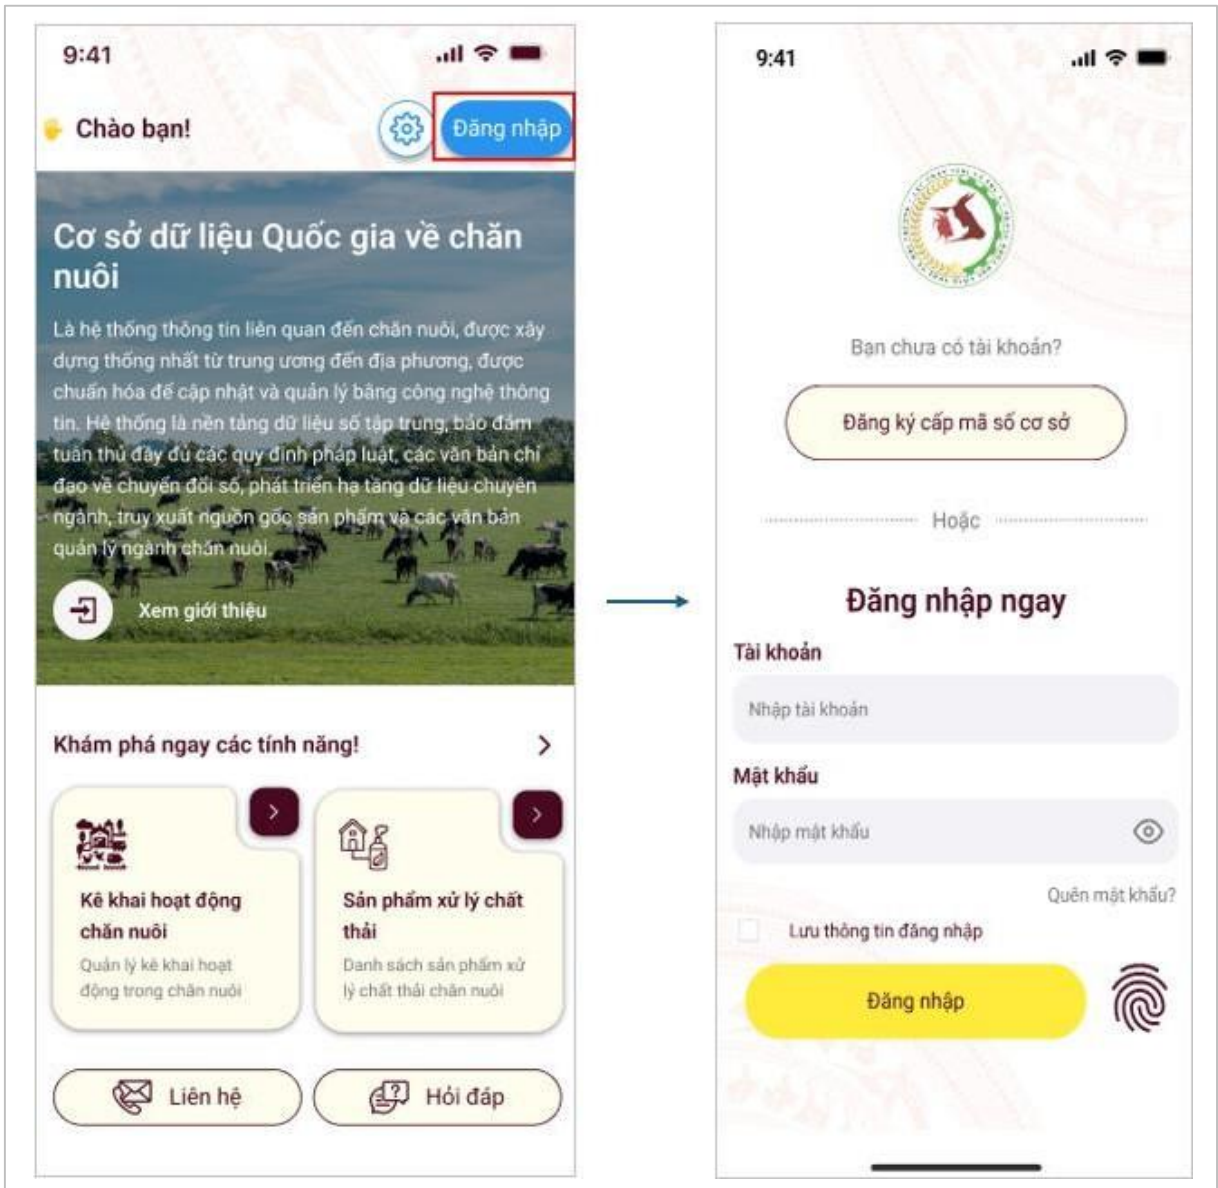 9:41
Chào bạn!
Đăng nhập
Cơ sở dữ liệu Quốc gia về chăn
nuôi
Là hệ thống thông tin liên quan đến chăn nuôi, được xây
dựng thống nhất từ trung ương đến địa phương, được
chuẩn hóa để cập nhật và quản lý bằng công nghệ thông
tin. Hệ thống là nền tảng dữ liệu số tập trung, bảo đảm
tuân thủ đầy đủ các quy định pháp luật, các văn bản chỉ
đạo về chuyển đổi số, phát triển hạ tầng dữ liệu chuyên
ngành, truy xuất nguồn gốc sản phẩm và các văn bản
quản lý ngành chăn nuôi.
Xem giới thiệu
Khám phá ngay các tính năng!
Kê khai hoạt động
chăn nuôi
Quản lý kê khai hoạt
động trong chăn nuôi
Sản phẩm xử lý chất
thải
Danh sách sản phẩm xử
lý chất thải chăn nuôi
Liên hệ
Hỏi đáp
9:41
Bạn chưa có tài khoản?
Đăng ký cấp mã số cơ sở
Hoặc
Đăng nhập ngay
Tài khoản
Nhập tài khoản
Mật khẩu
Nhập mật khẩu
Quên mật khẩu?
Lưu thông tin đăng nhập
Đăng nhập